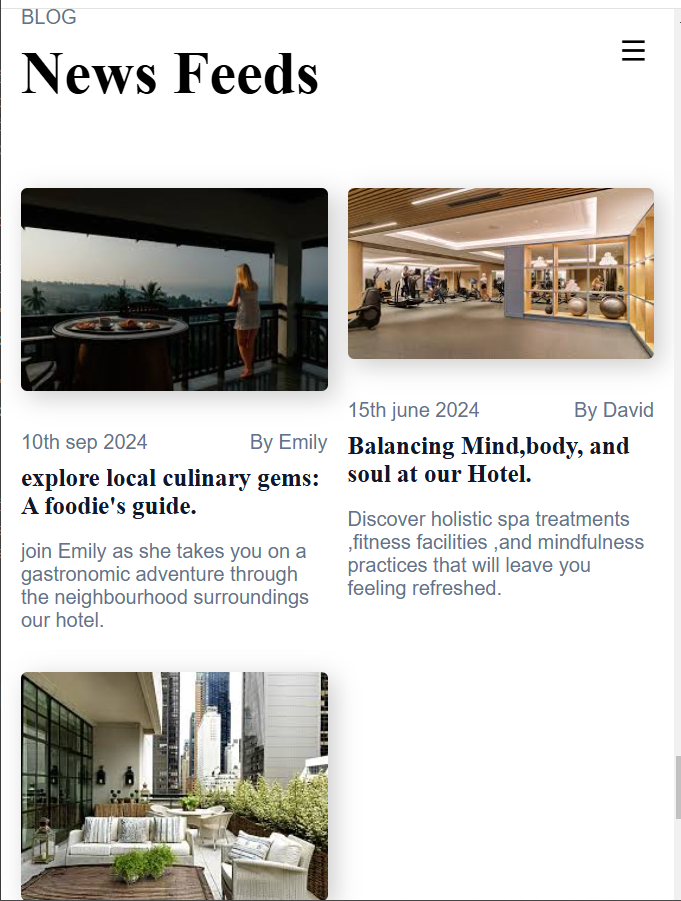 BLOG
News Feeds
10th sep 2024 By Emily
explore local culinary gems:
A foodie's guide.
join Emily as she takes you on a
gastronomic adventure through
the neighbourhood surroundings
our hotel.
15th june 2024 By David
Balancing Mind,body, and
soul at our Hotel.
Discover holistic spa treatments
,fitness facilities ,and mindfulness
practices that will leave you
feeling refreshed.